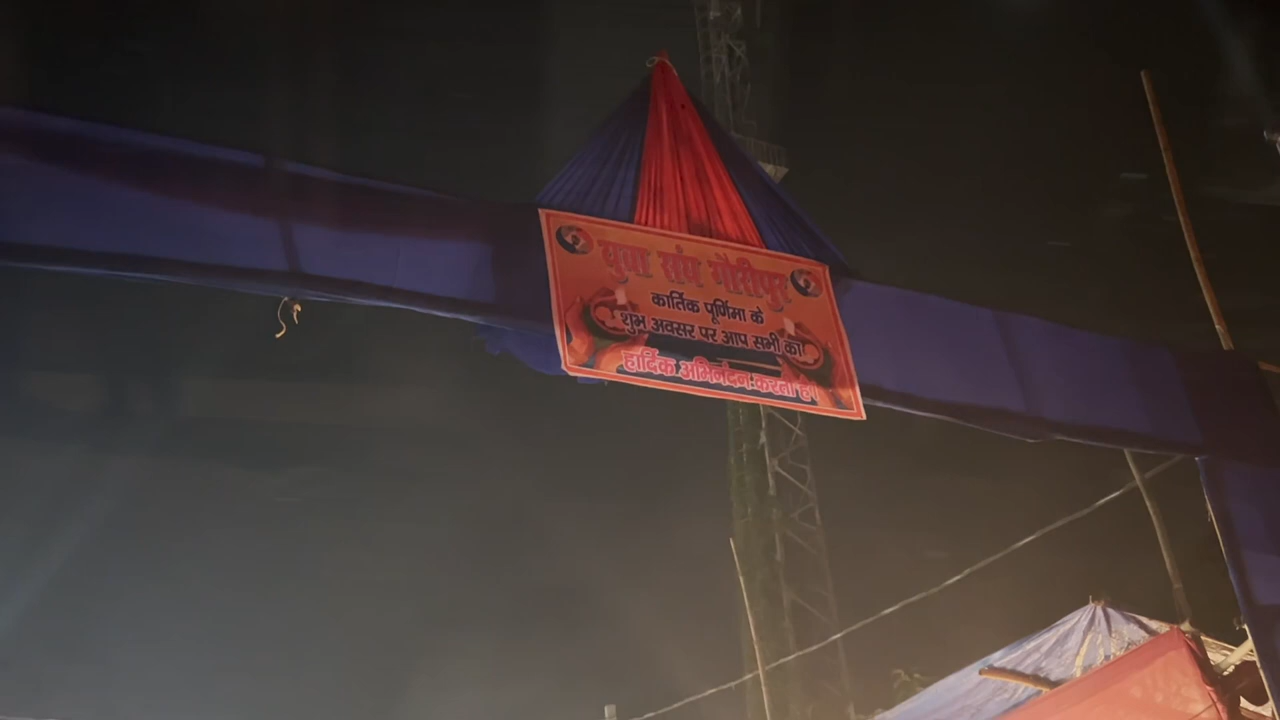 युवा संघ गौरीपुर
कार्तिक पूर्णिमा के
शुभ अवसर पर आप सभी का
हार्दिक अभिनंदन करता है।